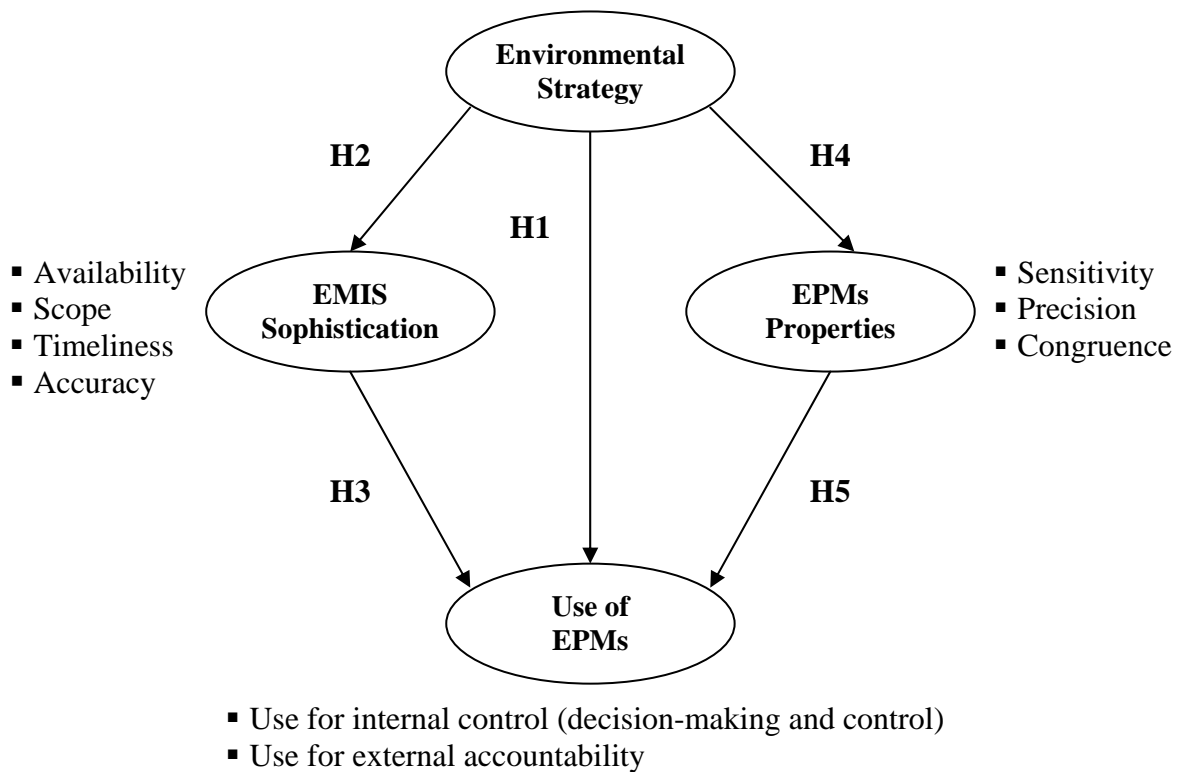 Environmental
Strategy
H2
H4
H1
▪ Availability
▪ Scope
▪ Timeliness
▪ Accuracy
EMIS
Sophistication
EPMs
Properties
▪ Sensitivity
▪ Precision
▪ Congruence
H3
H5
Use of
EPMs
▪ Use for internal control (decision-making and control)
▪ Use for external accountability